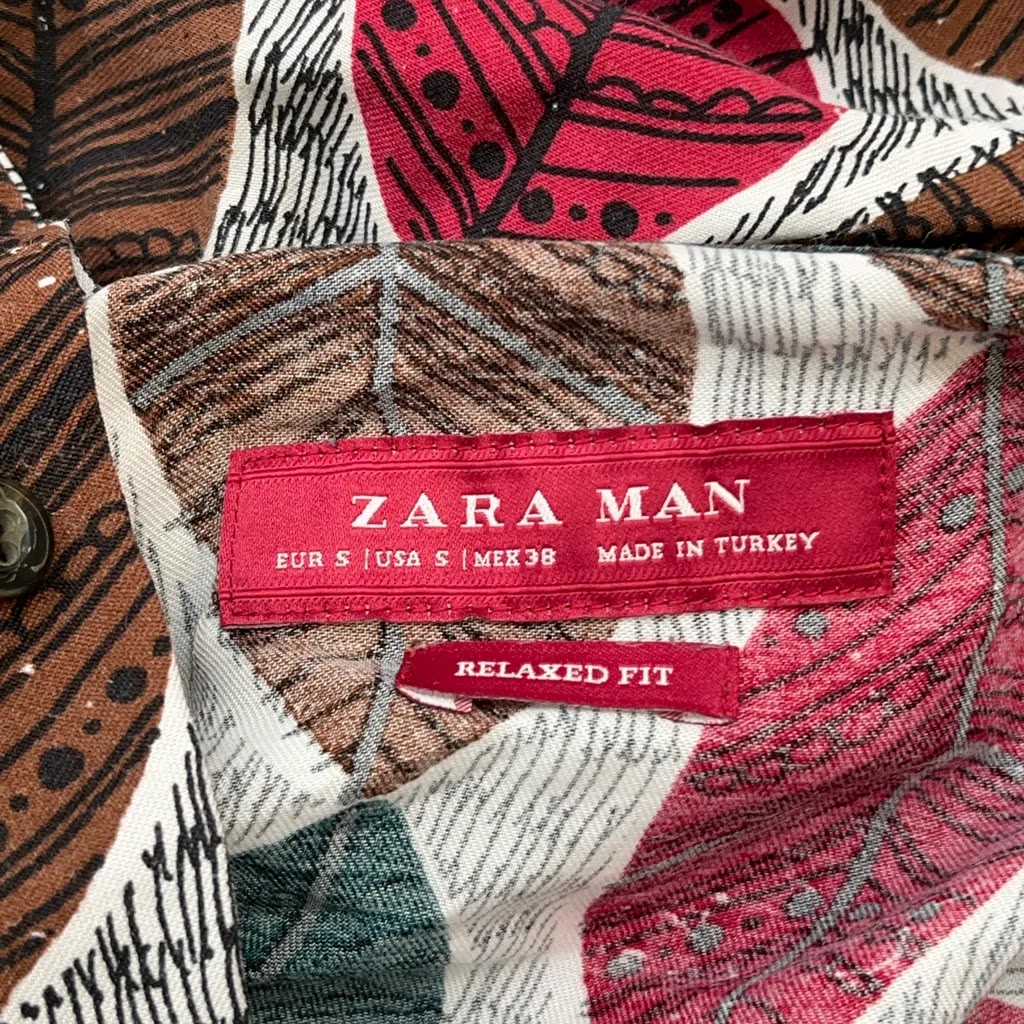 ZARA MAN
EUR S | USA S | MEX 38 MADE IN TURKEY
RELAXED FIT